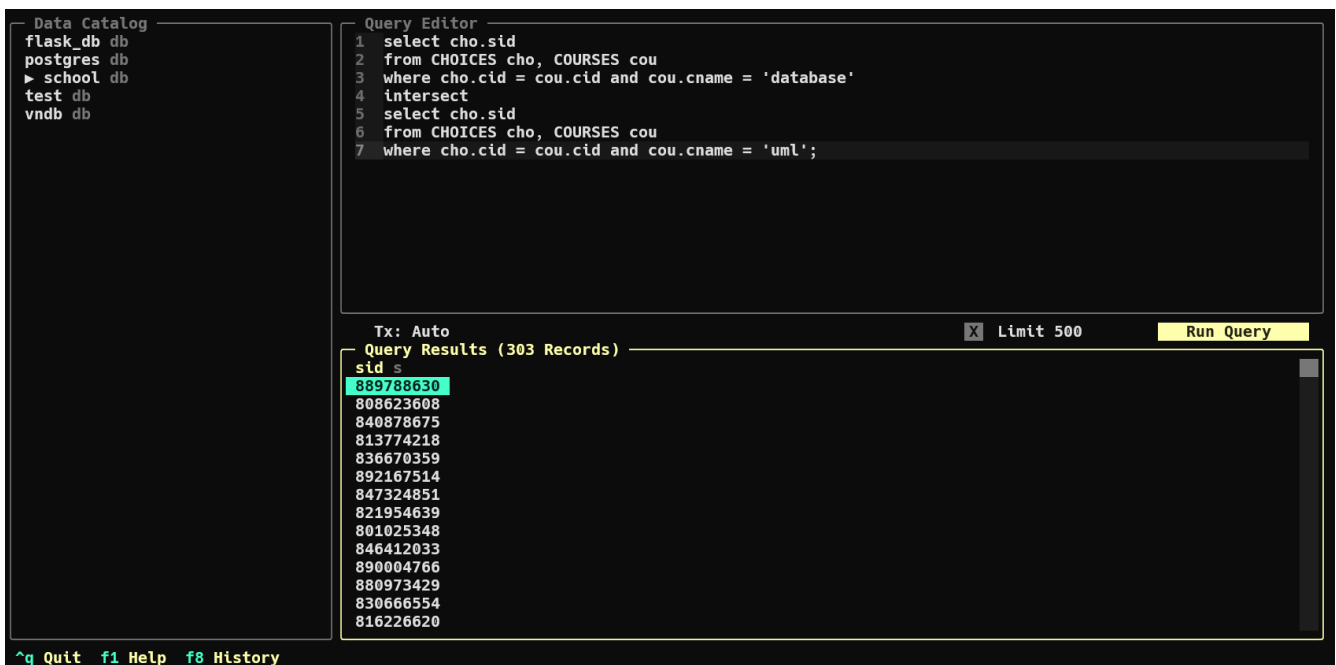 Data Catalog
flask_db db
postgres db
▶ school db
test db
vndb db
Query Editor
1 select cho.sid
2 from CHOICES cho, COURSES cou
3 where cho.cid = cou.cid and cou.cname = 'database'
4 intersect
5 select cho.sid
6 from CHOICES cho, COURSES cou
7 where cho.cid = cou.cid and cou.cname = 'uml';
Tx: Auto X Limit 500 Run Query
Query Results (303 Records)
sid s
889788630
808623608
840878675
813774218
836670359
892167514
847324851
821954639
801025348
846412033
890004766
880973429
830666554
816226620
^q Quit f1 Help f8 History